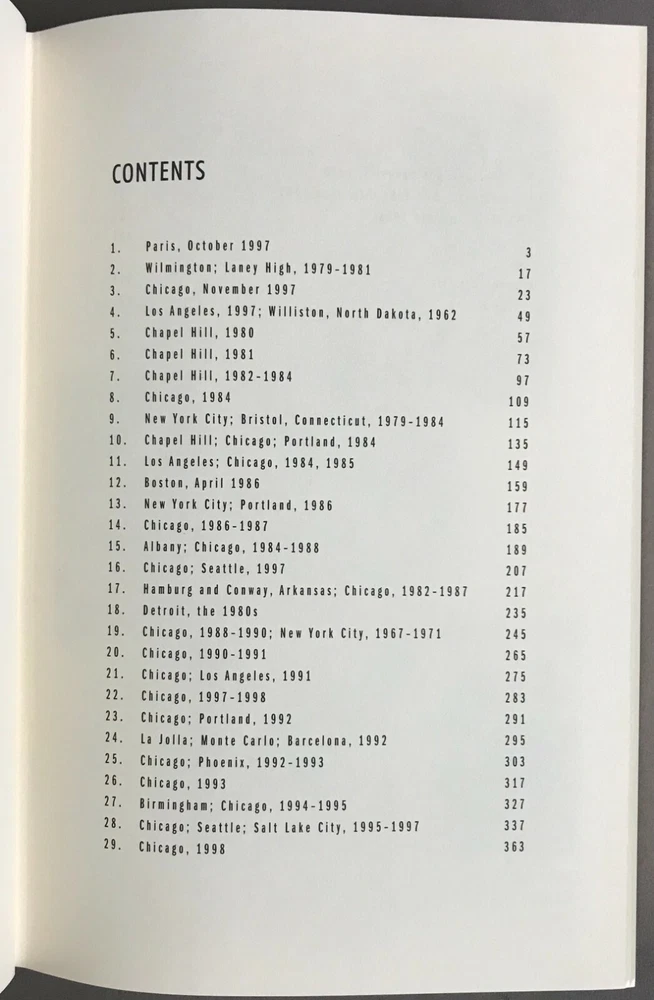 CONTENTS
1. Paris, October 1997 3
2. Wilmington; Laney High, 1979-1981 17
3. Chicago, November 1997 23
4. Los Angeles, 1997; Williston, North Dakota, 1962 49
5. Chapel Hill, 1980 57
6. Chapel Hill, 1981 73
7. Chapel Hill, 1982-1984 97
8. Chicago, 1984 109
9. New York City; Bristol, Connecticut, 1979-1984 115
10. Chapel Hill; Chicago; Portland, 1984 135
11. Los Angeles; Chicago, 1984, 1985 149
12. Boston, April 1986 159
13. New York City; Portland, 1986 177
14. Chicago, 1986-1987 185
15. Albany; Chicago, 1984-1988 189
16. Chicago; Seattle, 1997 207
17. Hamburg and Conway, Arkansas; Chicago, 1982-1987 217
18. Detroit, the 1980s 235
19. Chicago, 1988-1990; New York City, 1967-1971 245
20. Chicago, 1990-1991 265
21. Chicago; Los Angeles, 1991 275
22. Chicago, 1997-1998 283
23. Chicago; Portland, 1992 291
24. La Jolla; Monte Carlo; Barcelona, 1992 295
25. Chicago; Phoenix, 1992-1993 303
26. Chicago, 1993 317
27. Birmingham; Chicago, 1994-1995 327
28. Chicago; Seattle; Salt Lake City, 1995-1997 337
29. Chicago, 1998 363